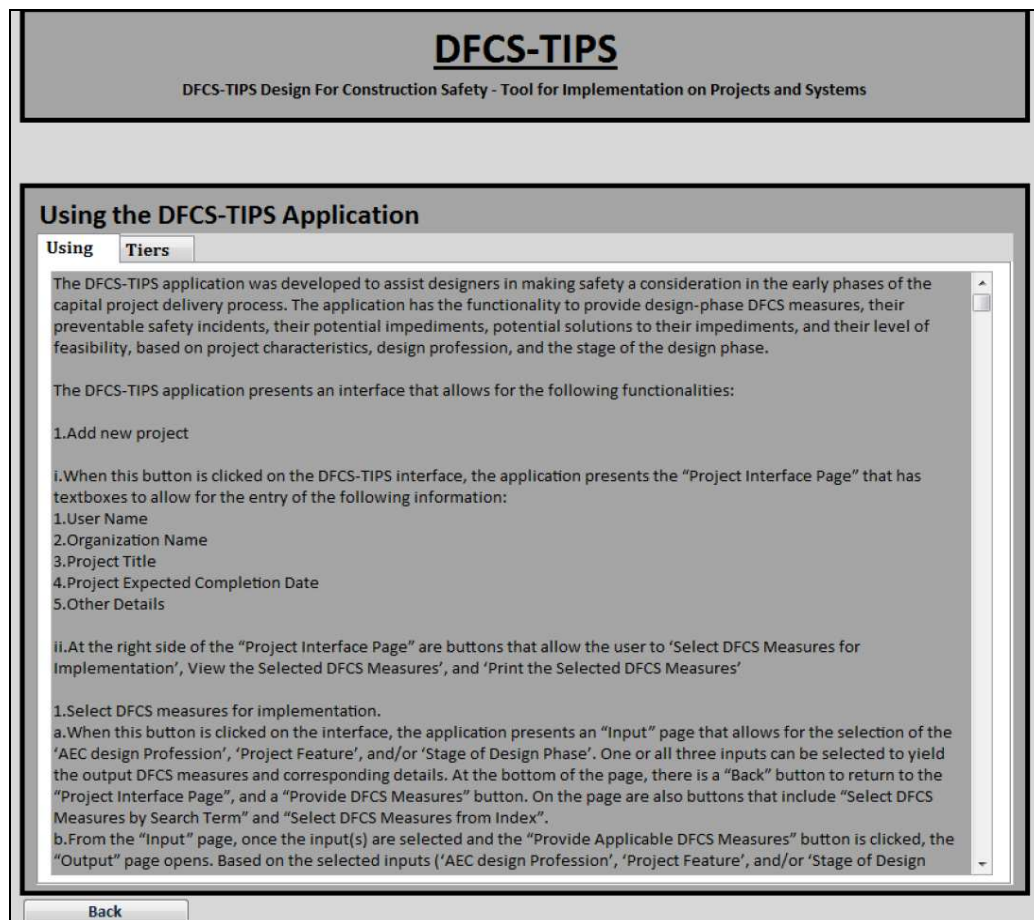 DFCS-TIPS
DFCS-TIPS Design For Construction Safety - Tool for Implementation on Projects and Systems
Using the DFCS-TIPS Application
Using Tiers
The DFCS-TIPS application was developed to assist designers in making safety a consideration in the early phases of the
capital project delivery process. The application has the functionality to provide design-phase DFCS measures, their
preventable safety incidents, their potential impediments, potential solutions to their impediments, and their level of
feasibility, based on project characteristics, design profession, and the stage of the design phase.
The DFCS-TIPS application presents an interface that allows for the following functionalities:
1.Add new project
i.When this button is clicked on the DFCS-TIPS interface, the application presents the “Project Interface Page” that has
textboxes to allow for the entry of the following information:
1.User Name
2.Organization Name
3.Project Title
4.Project Expected Completion Date
5.Other Details
ii.At the right side of the “Project Interface Page” are buttons that allow the user to ‘Select DFCS Measures for
Implementation’, View the Selected DFCS Measures’, and ‘Print the Selected DFCS Measures’
1.Select DFCS measures for implementation.
a.When this button is clicked on the interface, the application presents an “Input” page that allows for the selection of the
‘AEC design Profession’, ‘Project Feature’, and/or ‘Stage of Design Phase’. One or all three inputs can be selected to yield
the output DFCS measures and corresponding details. At the bottom of the page, there is a “Back” button to return to the
“Project Interface Page”, and a “Provide DFCS Measures” button. On the page are also buttons that include “Select DFCS
Measures by Search Term” and “Select DFCS Measures from Index”.
b.From the “Input” page, once the input(s) are selected and the “Provide Applicable DFCS Measures” button is clicked, the
“Output” page opens. Based on the selected inputs (‘AEC design Profession’, ‘Project Feature’, and/or ‘Stage of Design
Back